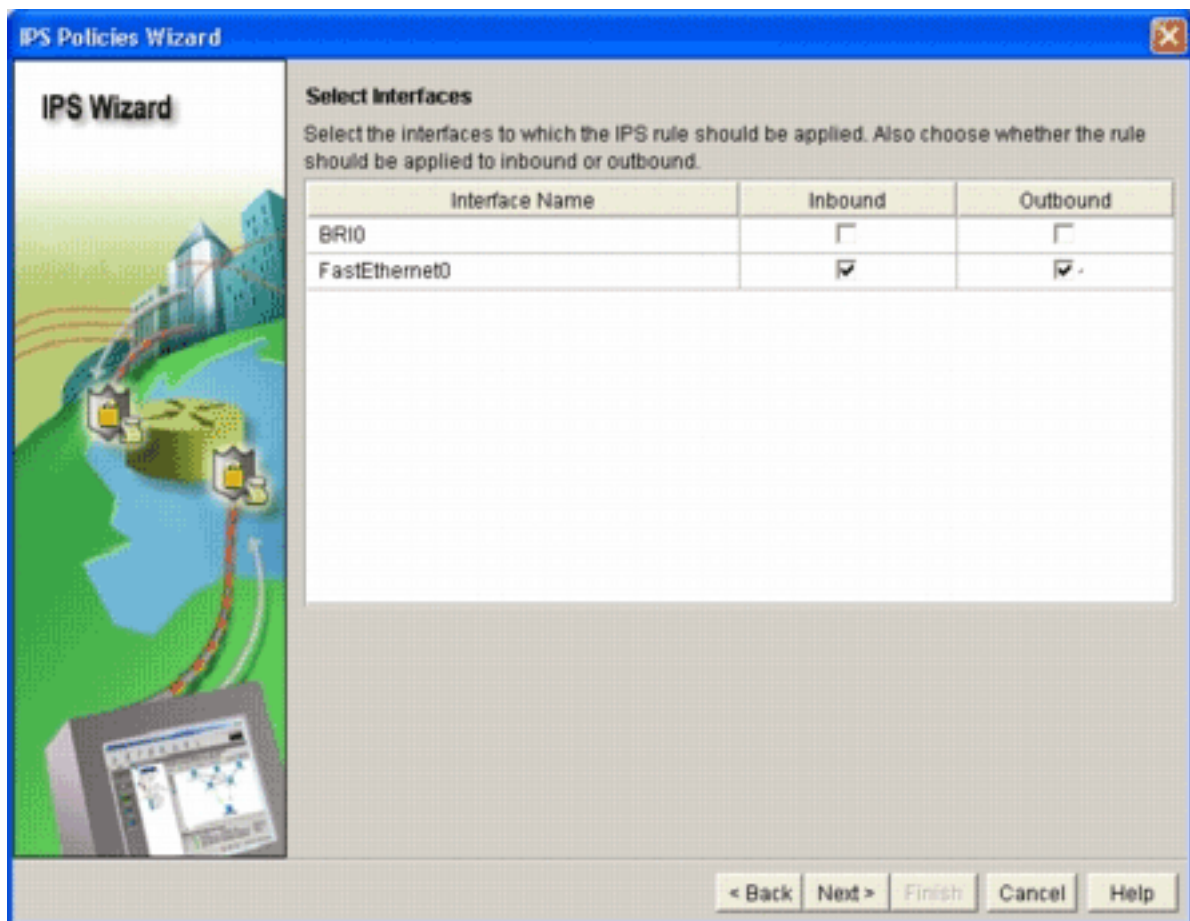 IPS Policies Wizard
IPS Wizard
Select Interfaces
Select the interfaces to which the IPS rule should be applied. Also choose whether the rule
should be applied to inbound or outbound.
Interface Name Inbound Outbound
BRI0
FastEthernet0
< Back Next > Finish Cancel Help